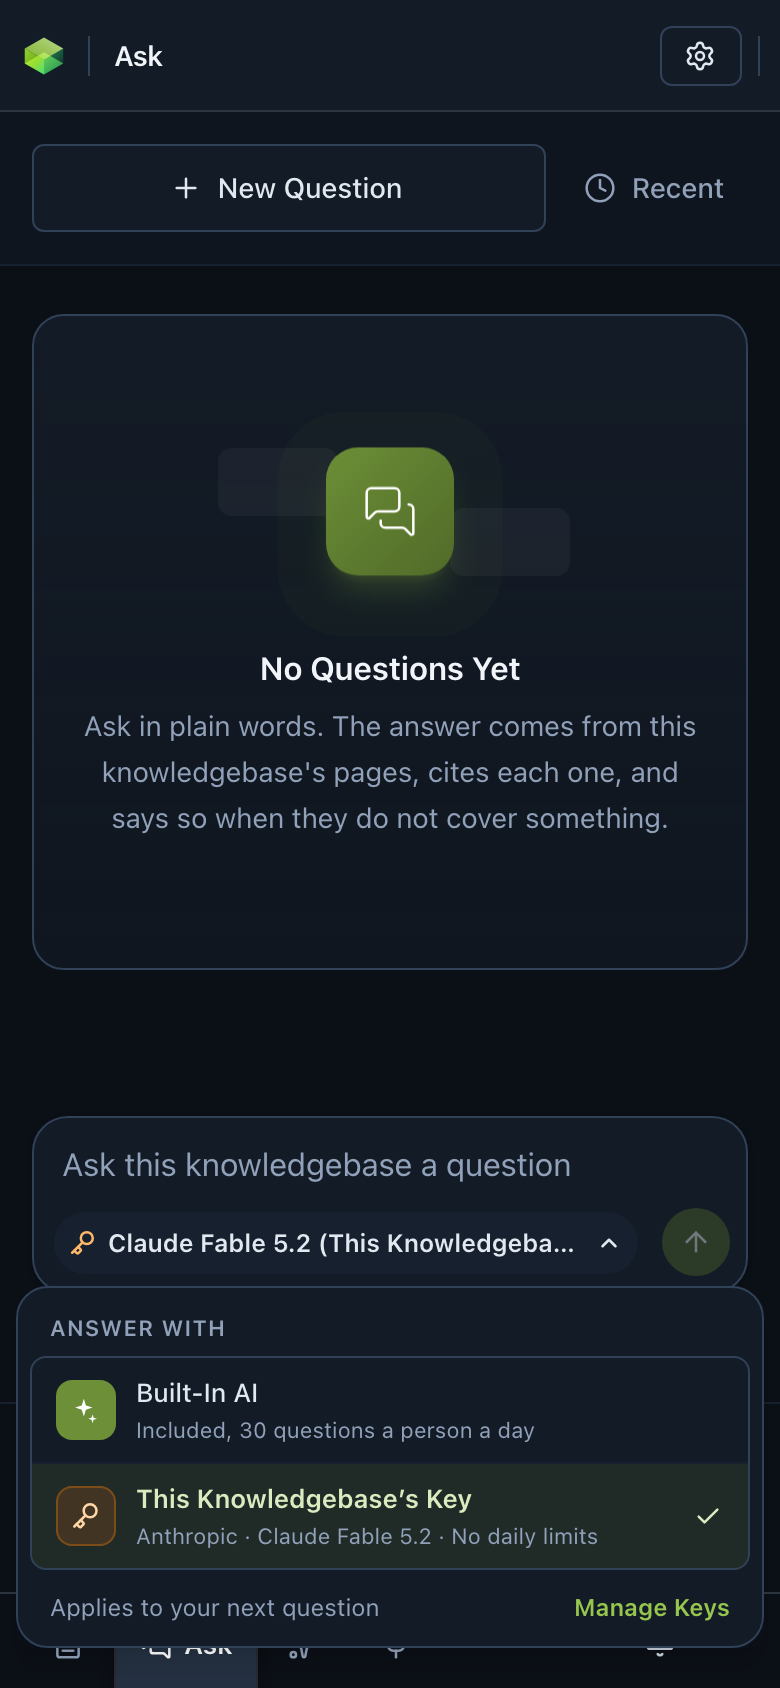 Ask
New Question
Recent
No Questions Yet
Ask in plain words. The answer comes from this
knowledgebase's pages, cites each one, and
says so when they do not cover something.
Ask this knowledgebase a question
Claude Fable 5.2 (This Knowledgeba...
ANSWER WITH
Built-In AI
Included, 30 questions a person a day
This Knowledgebase’s Key
Anthropic · Claude Fable 5.2 · No daily limits
Applies to your next question
Manage Keys
Ask